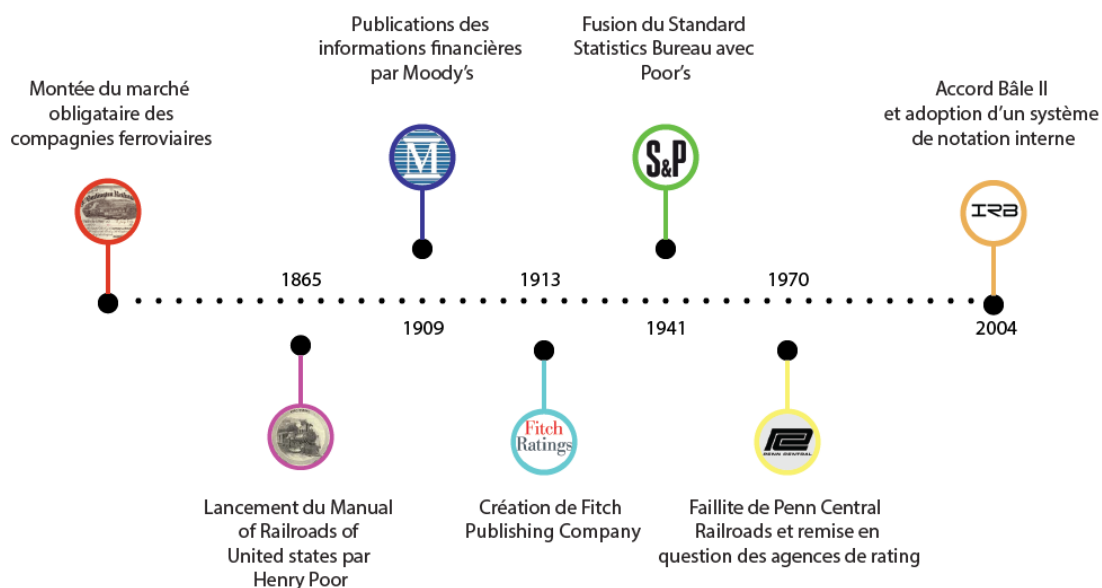 Montée du marché
obligataire des
compagnies ferroviaires
Publications des
informations financières
par Moody's
M
Fusion du Standard
Statistics Bureau avec
Poor's
S&P
Accord Bâle II
et adoption d'un système
de notation interne
IRB
1865
1913
1970
1909
1941
2004
Lancement du Manual
of Railroads of
United states par
Henry Poor
Fitch
Ratings
Création de Fitch
Publishing Company
PENN CENTRAL
Faillite de Penn Central
Railroads et remise en
question des agences de rating